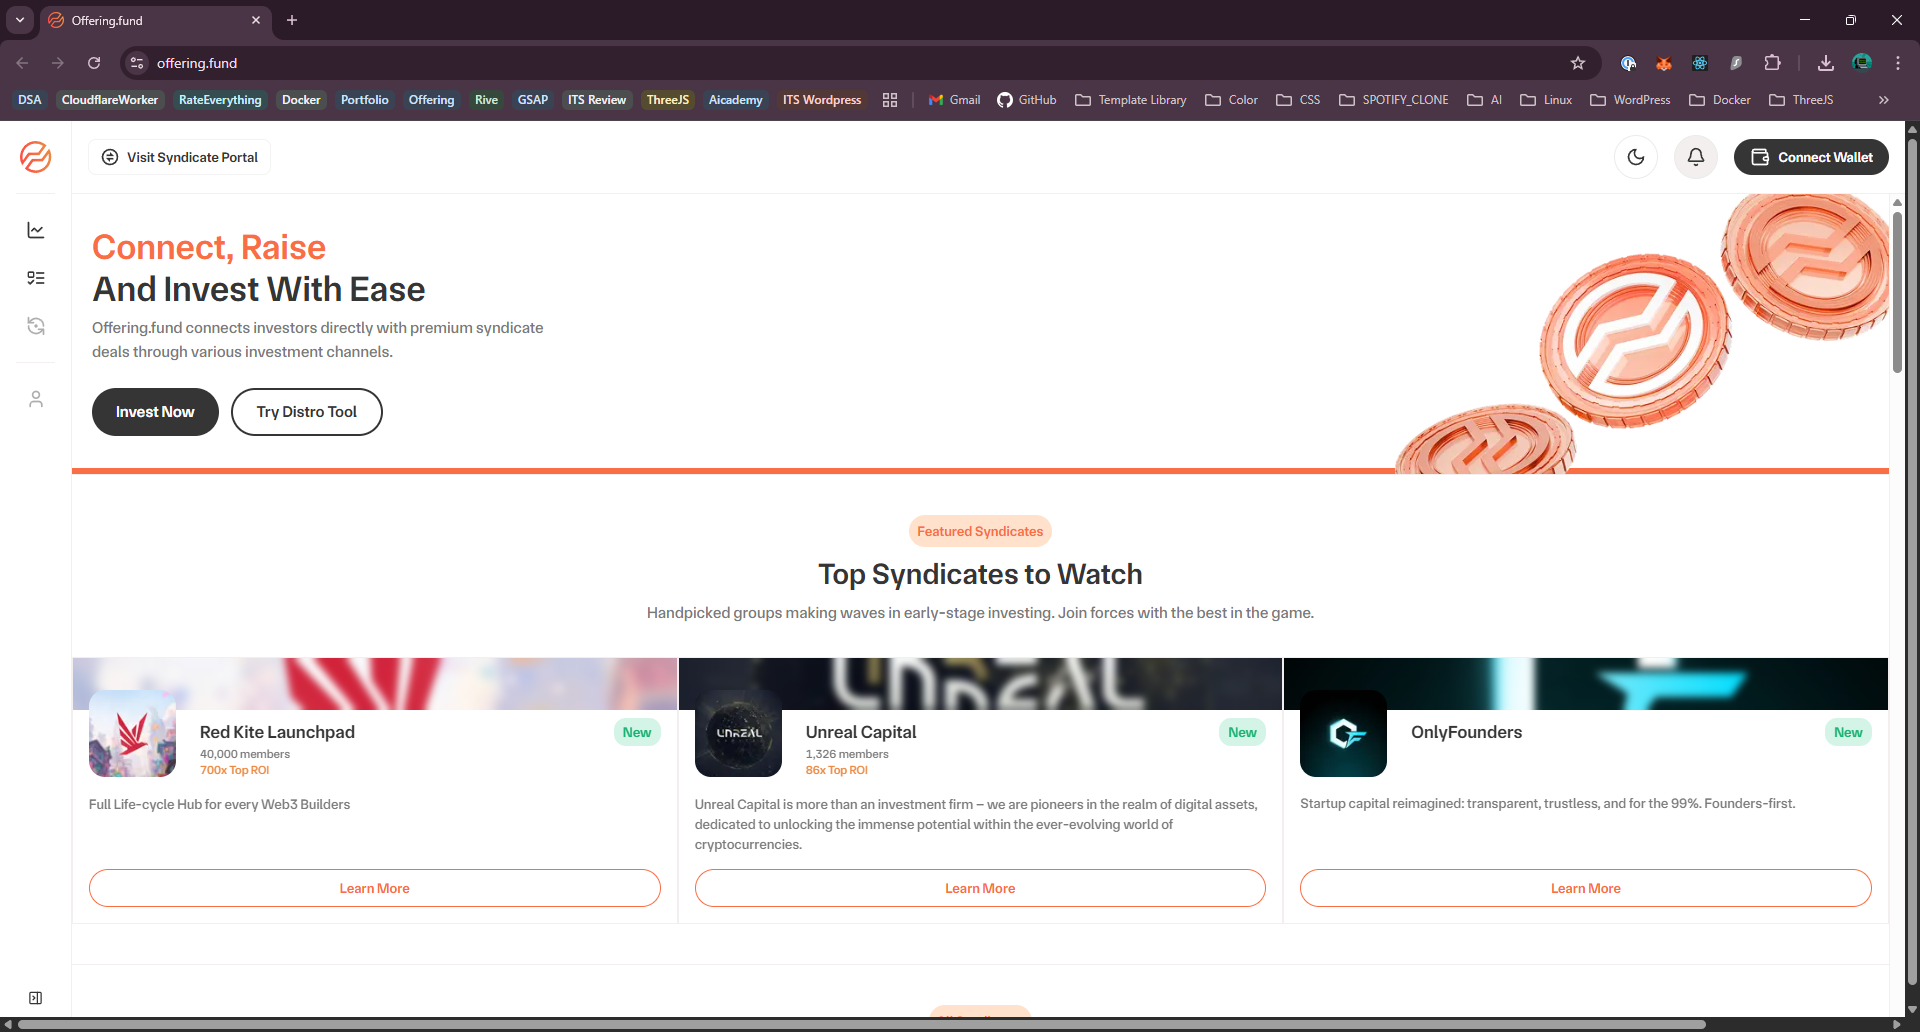 Offering.fund
offering.fund
DSA CloudflareWorker RateEverything Docker Portfolio Offering Rive GSAP ITS Review ThreeJS Aicademy ITS Wordpress Gmail GitHub Template Library Color CSS SPOTIFY_CLONE AI Linux WordPress Docker ThreeJS
Visit Syndicate Portal
Connect Wallet
Connect, Raise
And Invest With Ease
Offering.fund connects investors directly with premium syndicate
deals through various investment channels.
Invest Now
Try Distro Tool
Featured Syndicates
Top Syndicates to Watch
Handpicked groups making waves in early-stage investing. Join forces with the best in the game.
Red Kite Launchpad
New
40,000 members
700x Top ROI
Full Life-cycle Hub for every Web3 Builders
Learn More
UNREAL
UNREAL
Unreal Capital
New
1,326 members
86x Top ROI
Unreal Capital is more than an investment firm – we are pioneers in the realm of digital assets,
dedicated to unlocking the immense potential within the ever-evolving world of
cryptocurrencies.
Learn More
OnlyFounders
New
Startup capital reimagined: transparent, trustless, and for the 99%. Founders-first.
Learn More